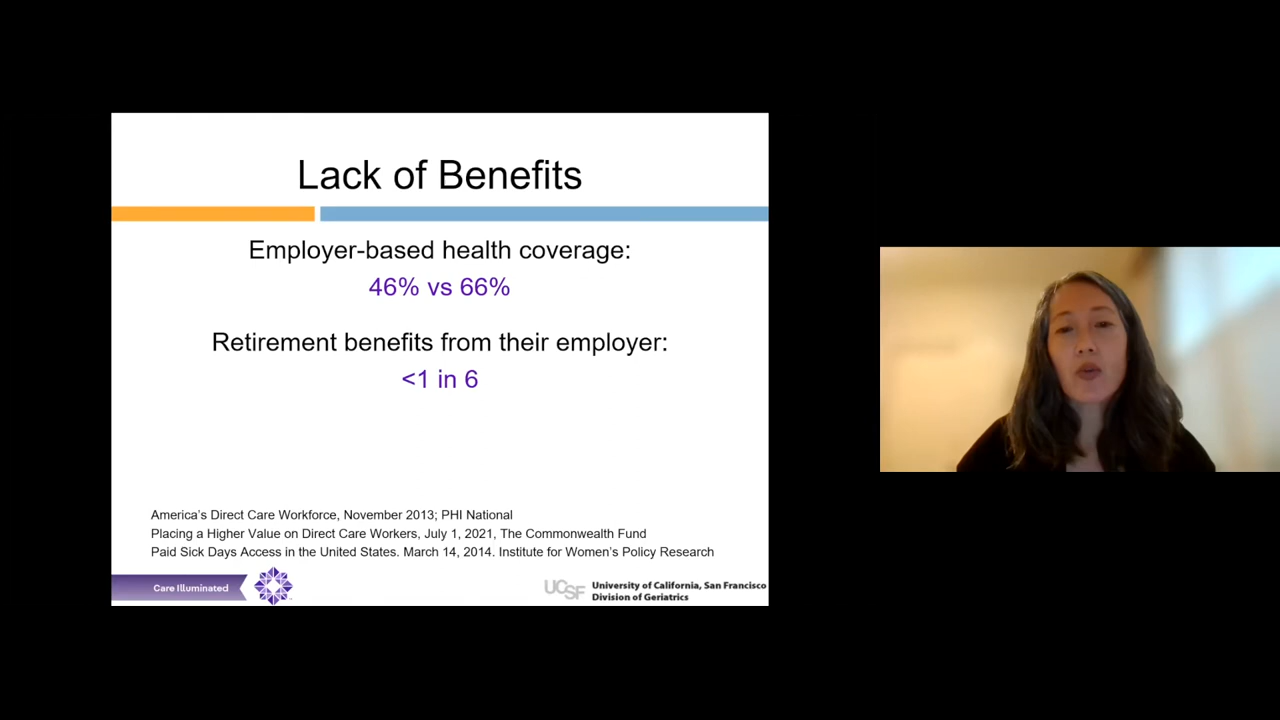 Lack of Benefits
Employer-based health coverage:
46% vs 66%
Retirement benefits from their employer:
<1 in 6
America’s Direct Care Workforce, November 2013; PHI National
Placing a Higher Value on Direct Care Workers, July 1, 2021, The Commonwealth Fund
Paid Sick Days Access in the United States. March 14, 2014. Institute for Women’s Policy Research
Care Illuminated
UCSF
University of California, San Francisco
Division of Geriatrics